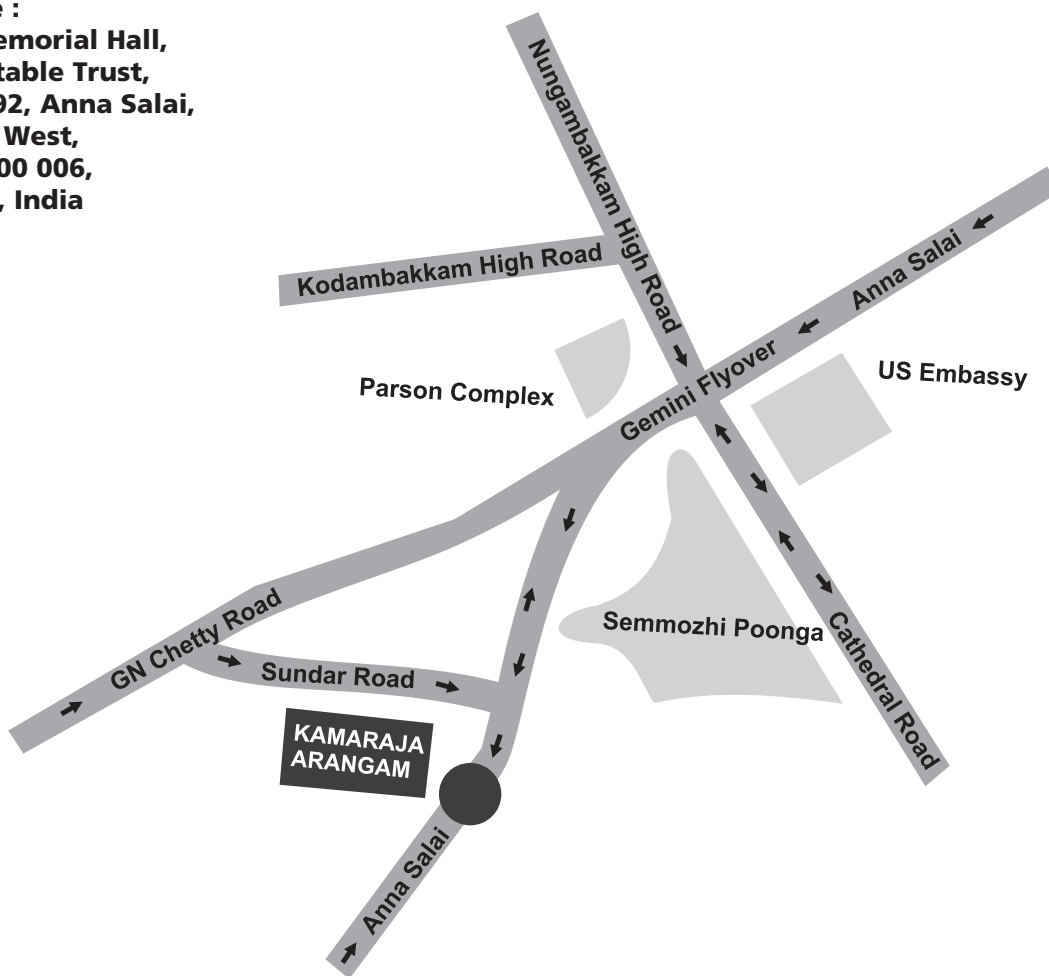 e :
emorial Hall,
table Trust,
92, Anna Salai,
West,
00 006,
, India
Nungambakkam High Road
Kodambakkam High Road
Anna Salai
Gemini Flyover
US Embassy
Parson Complex
Semmozhi Poonga
Cathedral Road
GN Chetty Road
Sundar Road
KAMARAJA
ARANGAM
Anna Salai